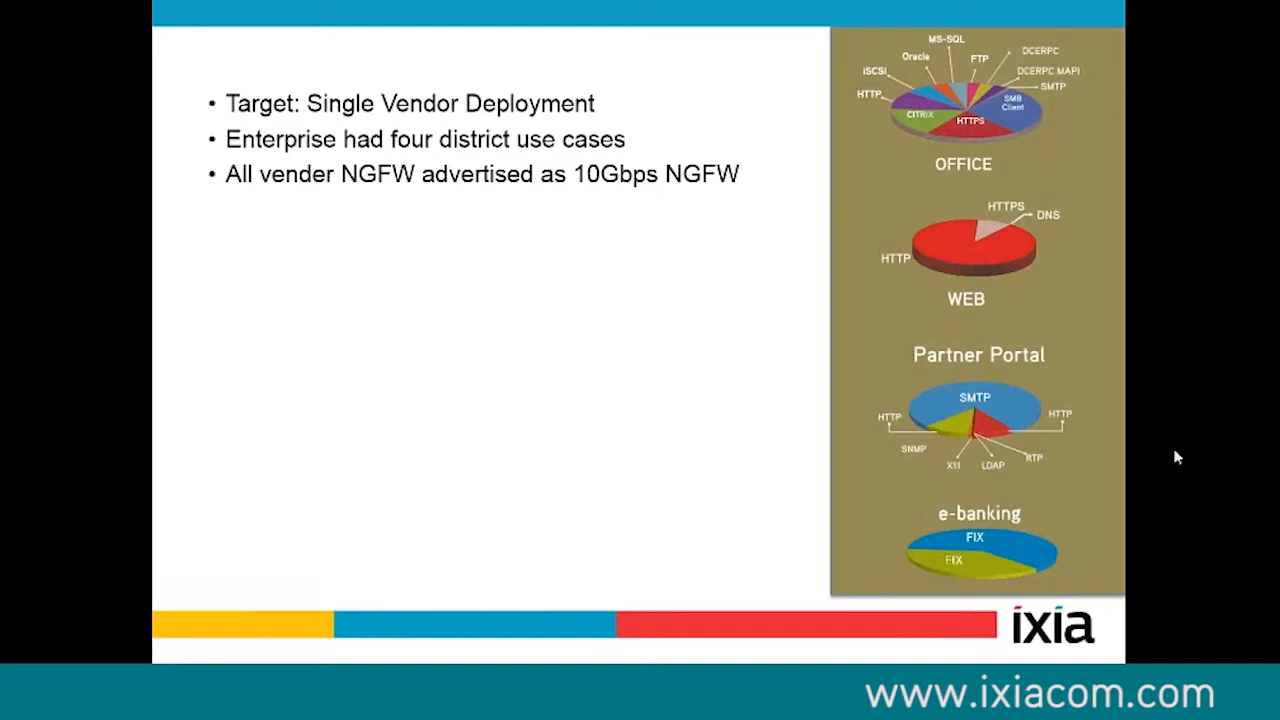 • Target: Single Vendor Deployment
• Enterprise had four district use cases
• All vender NGFW advertised as 10Gbps NGFW
MS-SQL
Oracle
FTP
DCERPC
iSCSI
DCERPC MAPI
HTTP
SMTP
CITRIX
SMB
Client
HTTPS
OFFICE
HTTPS
DNS
HTTP
WEB
Partner Portal
SMTP
HTTP
HTTP
SNMP
X11
LDAP
RTP
e-banking
FIX
FIX
ixia
www.ixiacom.com